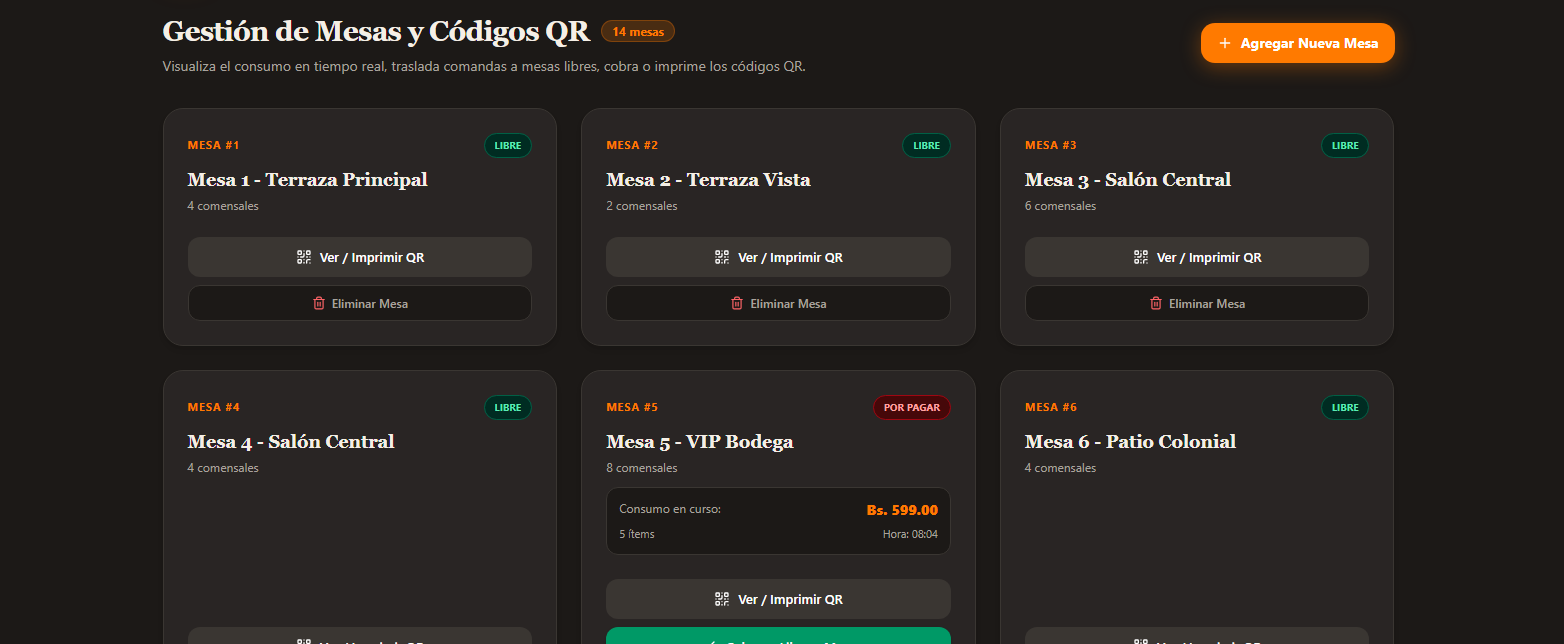 Gestión de Mesas y Códigos QR
14 mesas
+ Agregar Nueva Mesa
Visualiza el consumo en tiempo real, traslada comandas a mesas libres, cobra o imprime los códigos QR.
MESA #1
LIBRE
Mesa 1 - Terraza Principal
4 comensales
Ver / Imprimir QR
Eliminar Mesa
MESA #2
LIBRE
Mesa 2 - Terraza Vista
2 comensales
Ver / Imprimir QR
Eliminar Mesa
MESA #3
LIBRE
Mesa 3 - Salón Central
6 comensales
Ver / Imprimir QR
Eliminar Mesa
MESA #4
LIBRE
Mesa 4 - Salón Central
4 comensales
MESA #5
POR PAGAR
Mesa 5 - VIP Bodega
8 comensales
Consumo en curso:
Bs. 599.00
5 ítems
Hora: 08:04
Ver / Imprimir QR
MESA #6
LIBRE
Mesa 6 - Patio Colonial
4 comensales